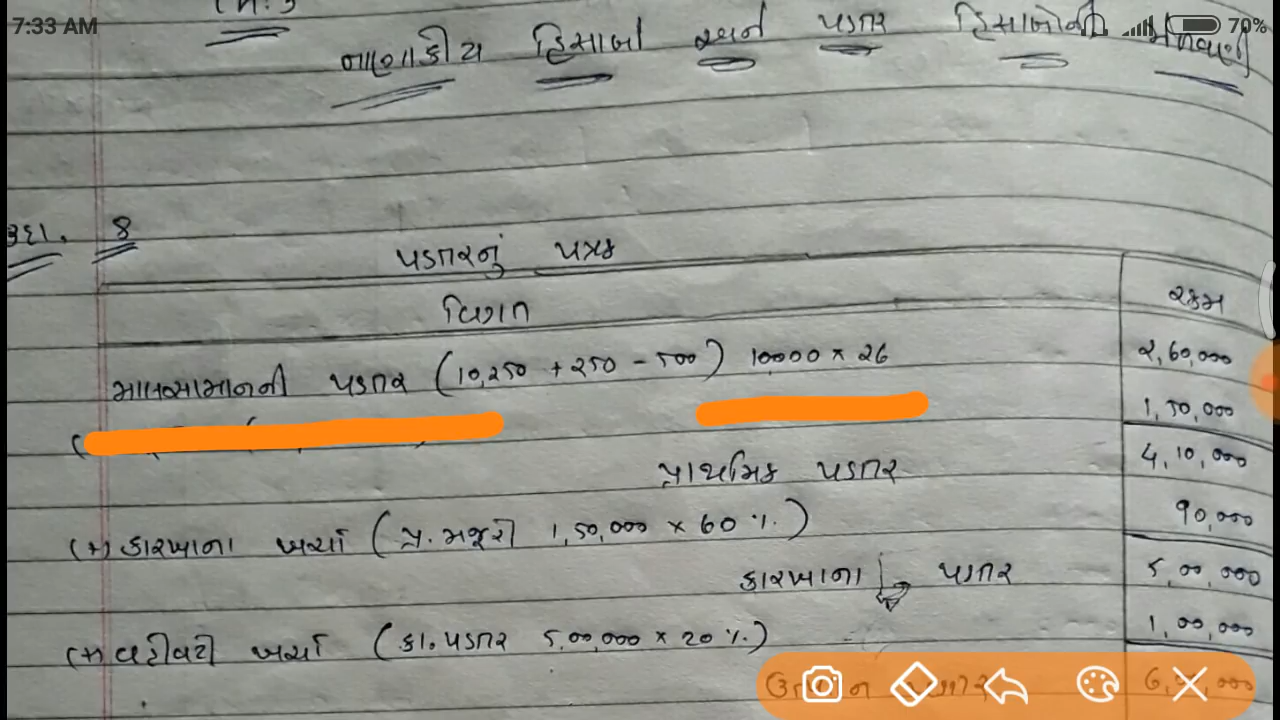 7:33 AM 70%
નાણાકીય હિસાબો અને પડતર હિસાબોની મેળવણી
ઉદા. 8
પડતરનું પત્રક
વિગત રકમ
માલસામાનની પડતર (10,250 + 250 - 500) 10000 × 26 2,60,000
1,50,000
પ્રાથમિક પડતર 4,10,000
(+) કારખાના ખર્ચા (પ્ર. મજૂરી 1,50,000 × 60%) 90,000
કારખાના પડતર 5,00,000
(+) વહીવટી ખર્ચા (કા. પડતર 5,00,000 × 20%) 1,00,000